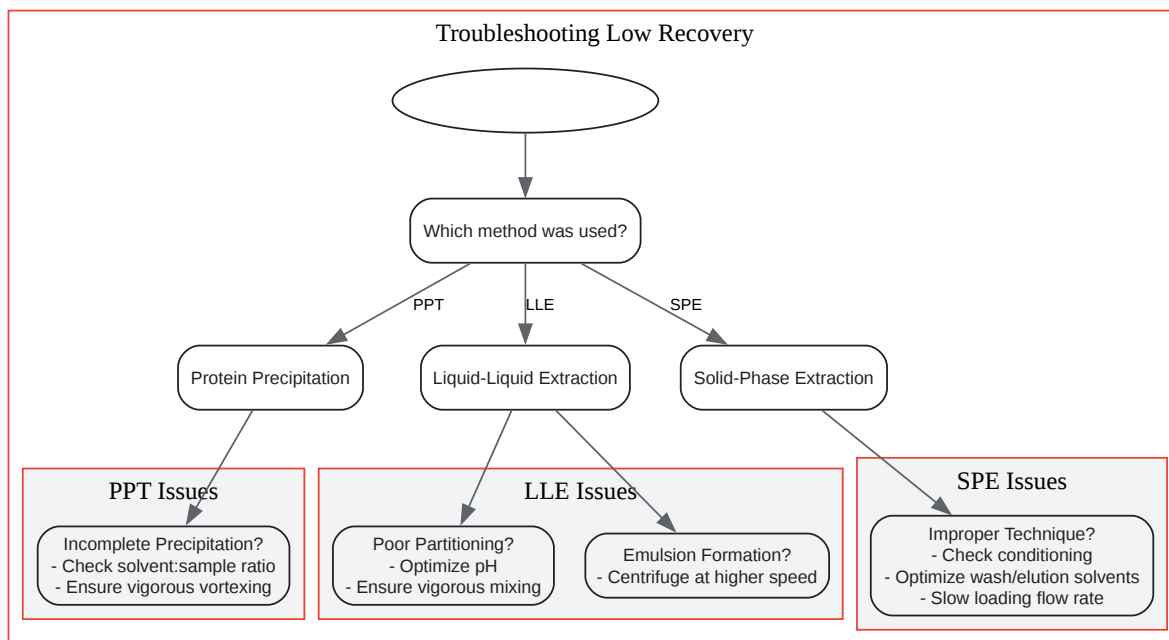 Troubleshooting Low Recovery
Which method was used?
PPT
LLE
SPE
Protein Precipitation
Liquid-Liquid Extraction
Solid-Phase Extraction
PPT Issues
Incomplete Precipitation?
- Check solvent:sample ratio
- Ensure vigorous vortexing
LLE Issues
Poor Partitioning?
- Optimize pH
- Ensure vigorous mixing
Emulsion Formation?
- Centrifuge at higher speed
SPE Issues
Improper Technique?
- Check conditioning
- Optimize wash/elution solvents
- Slow loading flow rate